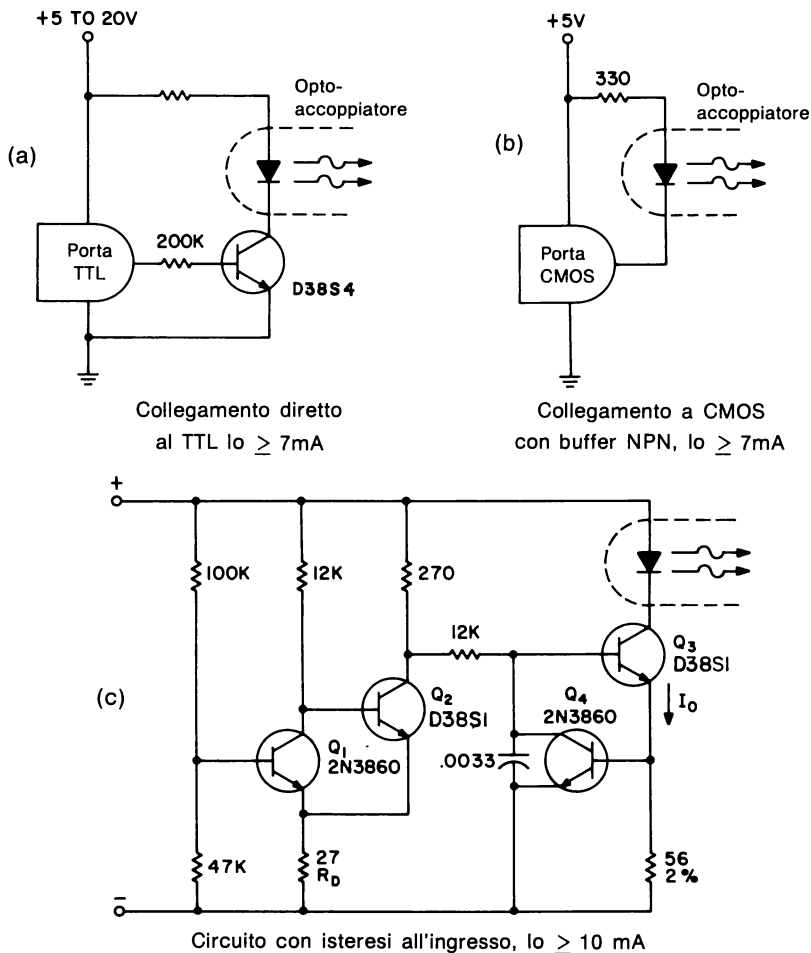 +5 TO 20V
Opto-
accoppiatore
(a)
Porta
TTL
200K
D38S4
Collegamento diretto
al TTL Io ≥ 7mA
+5V
330
Opto-
accoppiatore
(b)
Porta
CMOS
Collegamento a CMOS
con buffer NPN, Io ≥ 7mA
+
100K
12K
270
12K
Q3
D38S1
(c)
Q2
D38S1
Q4
2N3860
I0
Q1
2N3860
.0033
47K
27
RD
56
2%
−
Circuito con isteresi all'ingresso, Io ≥ 10 mA